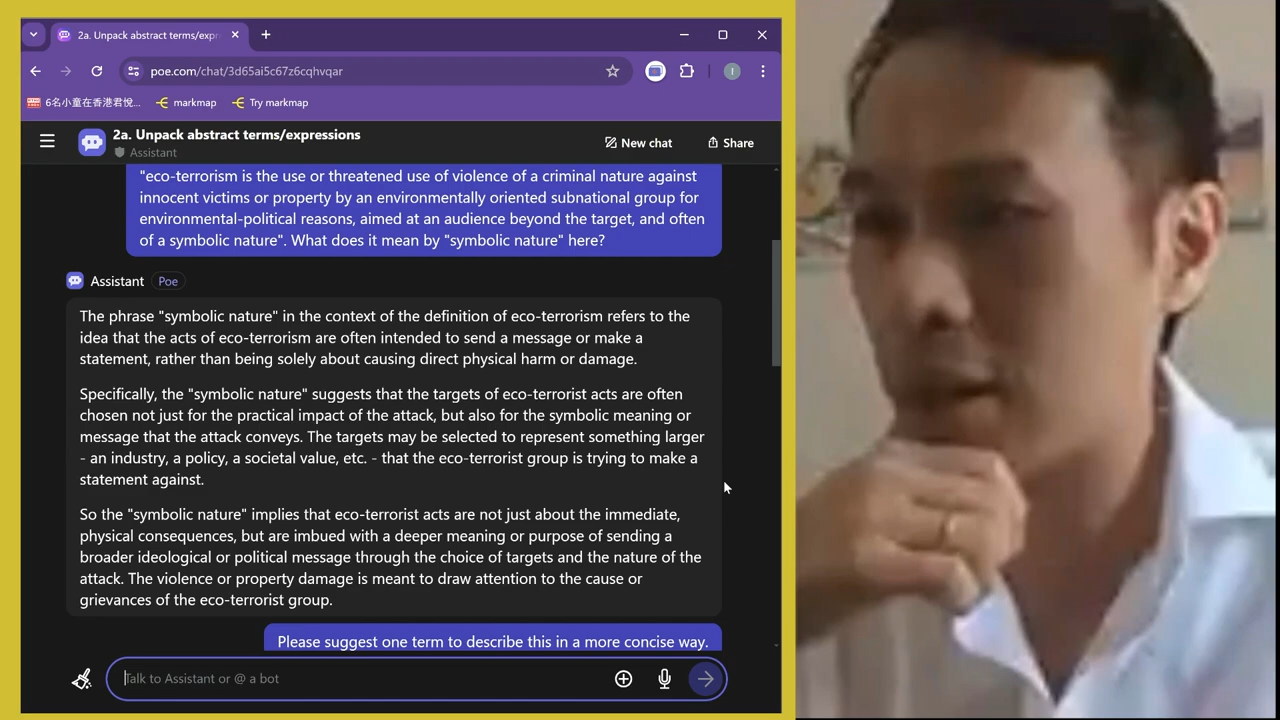 2a. Unpack abstract terms/expr
poe.com/chat/3d65ai5c67z6cqhvqar
I
6名小童在香港君悅...
markmap
Try markmap
2a. Unpack abstract terms/expressions
Assistant
New chat
Share
"eco-terrorism is the use or threatened use of violence of a criminal nature against
innocent victims or property by an environmentally oriented subnational group for
environmental-political reasons, aimed at an audience beyond the target, and often
of a symbolic nature". What does it mean by "symbolic nature" here?
Assistant Poe
The phrase "symbolic nature" in the context of the definition of eco-terrorism refers to the
idea that the acts of eco-terrorism are often intended to send a message or make a
statement, rather than being solely about causing direct physical harm or damage.
Specifically, the "symbolic nature" suggests that the targets of eco-terrorist acts are often
chosen not just for the practical impact of the attack, but also for the symbolic meaning or
message that the attack conveys. The targets may be selected to represent something larger
- an industry, a policy, a societal value, etc. - that the eco-terrorist group is trying to make a
statement against.
So the "symbolic nature" implies that eco-terrorist acts are not just about the immediate,
physical consequences, but are imbued with a deeper meaning or purpose of sending a
broader ideological or political message through the choice of targets and the nature of the
attack. The violence or property damage is meant to draw attention to the cause or
grievances of the eco-terrorist group.
Please suggest one term to describe this in a more concise way.
Talk to Assistant or @ a bot